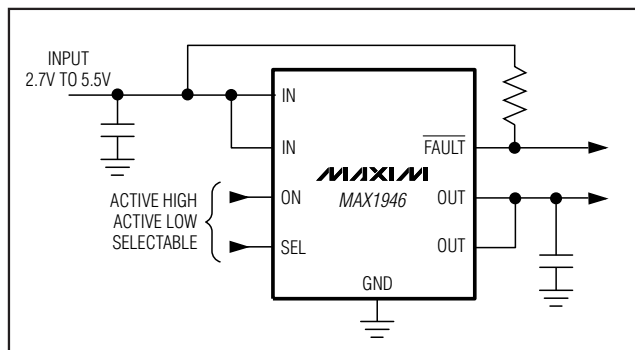 INPUT
2.7V TO 5.5V
IN
IN
FAULT
MAXIM
MAX1946
ACTIVE HIGH
ACTIVE LOW
SELECTABLE
ON
SEL
OUT
OUT
GND